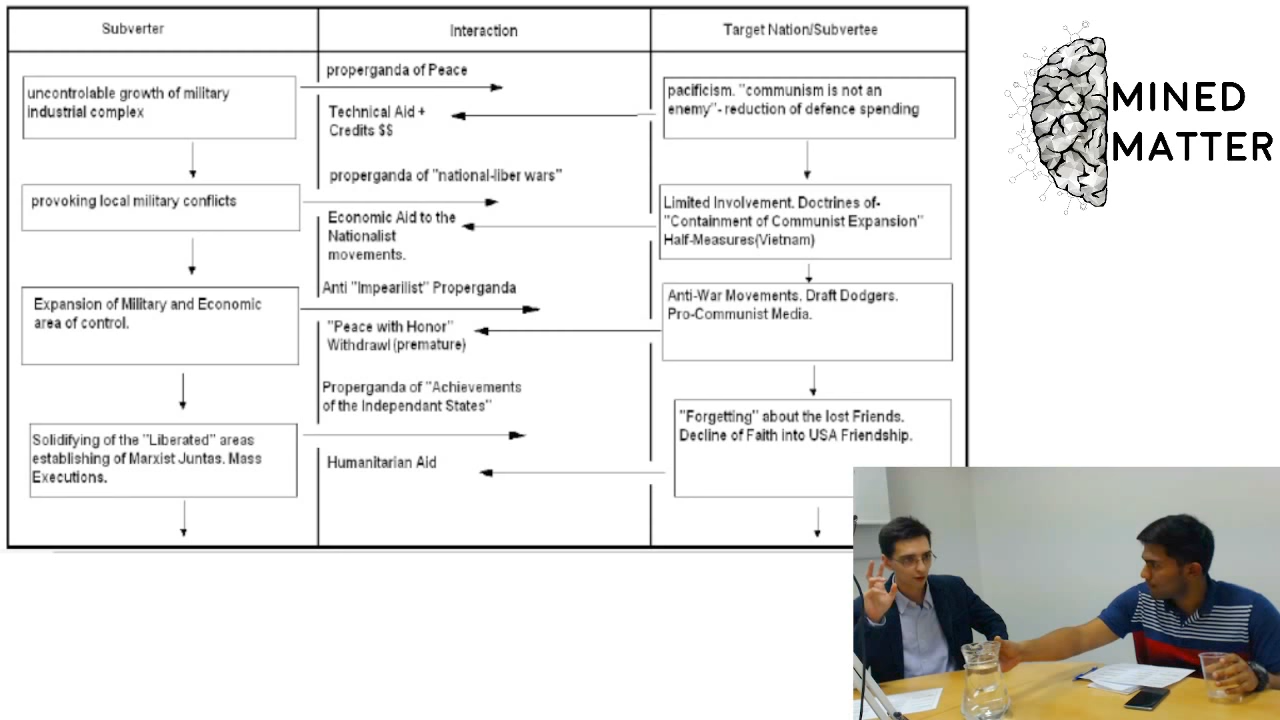 Subverter
Interaction
Target Nation/Subvertee
uncontrolable growth of military
industrial complex
properganda of Peace
Technical Aid +
Credits $$
pacificism. "communism is not an
enemy"- reduction of defence spending
provoking local military conflicts
properganda of "national-liber wars"
Economic Aid to the
Nationalist
movements.
Limited Involvement. Doctrines of-
"Containment of Communist Expansion"
Half-Measures(Vietnam)
Expansion of Military and Economic
area of control.
Anti "Impearilist" Properganda
"Peace with Honor"
Withdrawl (premature)
Anti-War Movements. Draft Dodgers.
Pro-Communist Media.
Solidifying of the "Liberated" areas
establishing of Marxist Juntas. Mass
Executions.
Properganda of "Achievements
of the Independant States"
Humanitarian Aid
"Forgetting" about the lost Friends.
Decline of Faith into USA Friendship.
MINED
MATTER